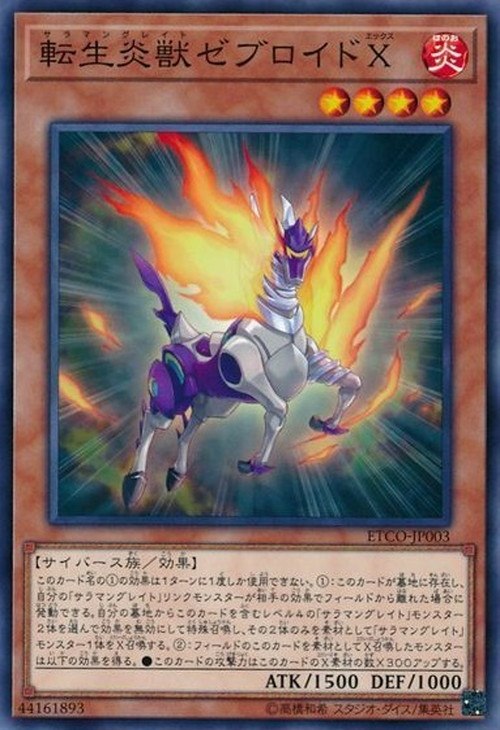 サラマングレイト エックス
転生炎獣ゼブロイドX
ほのお
炎
ETCO-JP003
【サイバース族/効果】
このカード名の①の効果は1ターンに1度しか使用できない。①:このカードが墓地に存在し、
自分の「サラマングレイト」リンクモンスターが相手の効果でフィールドから離れた場合に
発動できる。自分の墓地からこのカードを含むレベル4の「サラマングレイト」モンスター
2体を選んで効果を無効にして特殊召喚し、その2体のみを素材として「サラマングレイト」
モンスター1体をX召喚する。②:フィールドのこのカードを素材としてX召喚したモンスター
は以下の効果を得る。●このカードの攻撃力はこのカードのX素材の数×300アップする。
ATK/1500 DEF/1000
44161893 ©高橋和希 スタジオ・ダイス/集英社